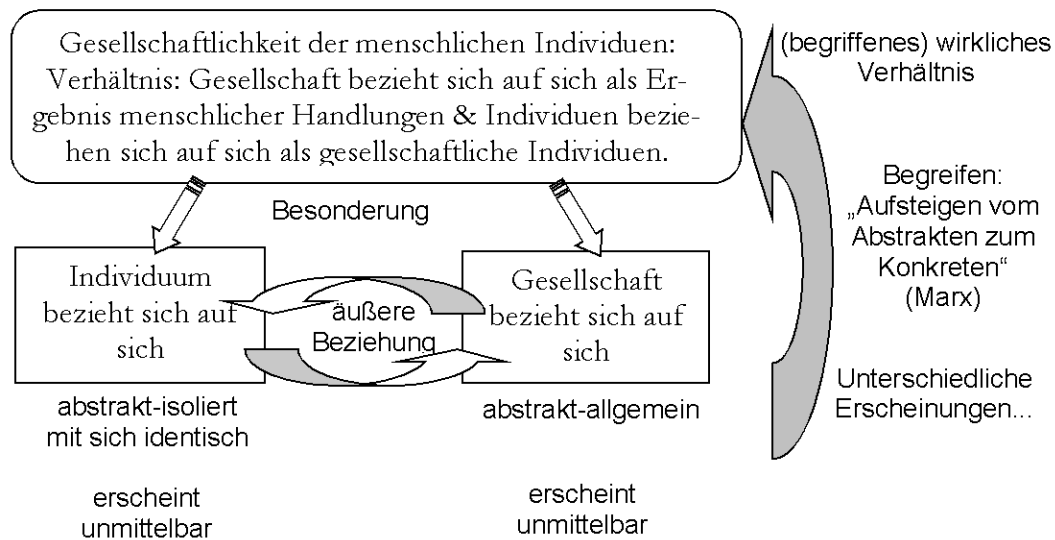 Gesellschaftlichkeit der menschlichen Individuen:
Verhältnis: Gesellschaft bezieht sich auf sich als Er-
gebnis menschlicher Handlungen & Individuen bezie-
hen sich auf sich als gesellschaftliche Individuen.
(begriffenes) wirkliches
Verhältnis
Besonderung
Begreifen:
„Aufsteigen vom
Abstrakten zum
Konkreten“
(Marx)
Individuum
bezieht sich auf
sich
äußere
Beziehung
Gesellschaft
bezieht sich auf
sich
Unterschiedliche
Erscheinungen...
abstrakt-isoliert
mit sich identisch
abstrakt-allgemein
erscheint
unmittelbar
erscheint
unmittelbar